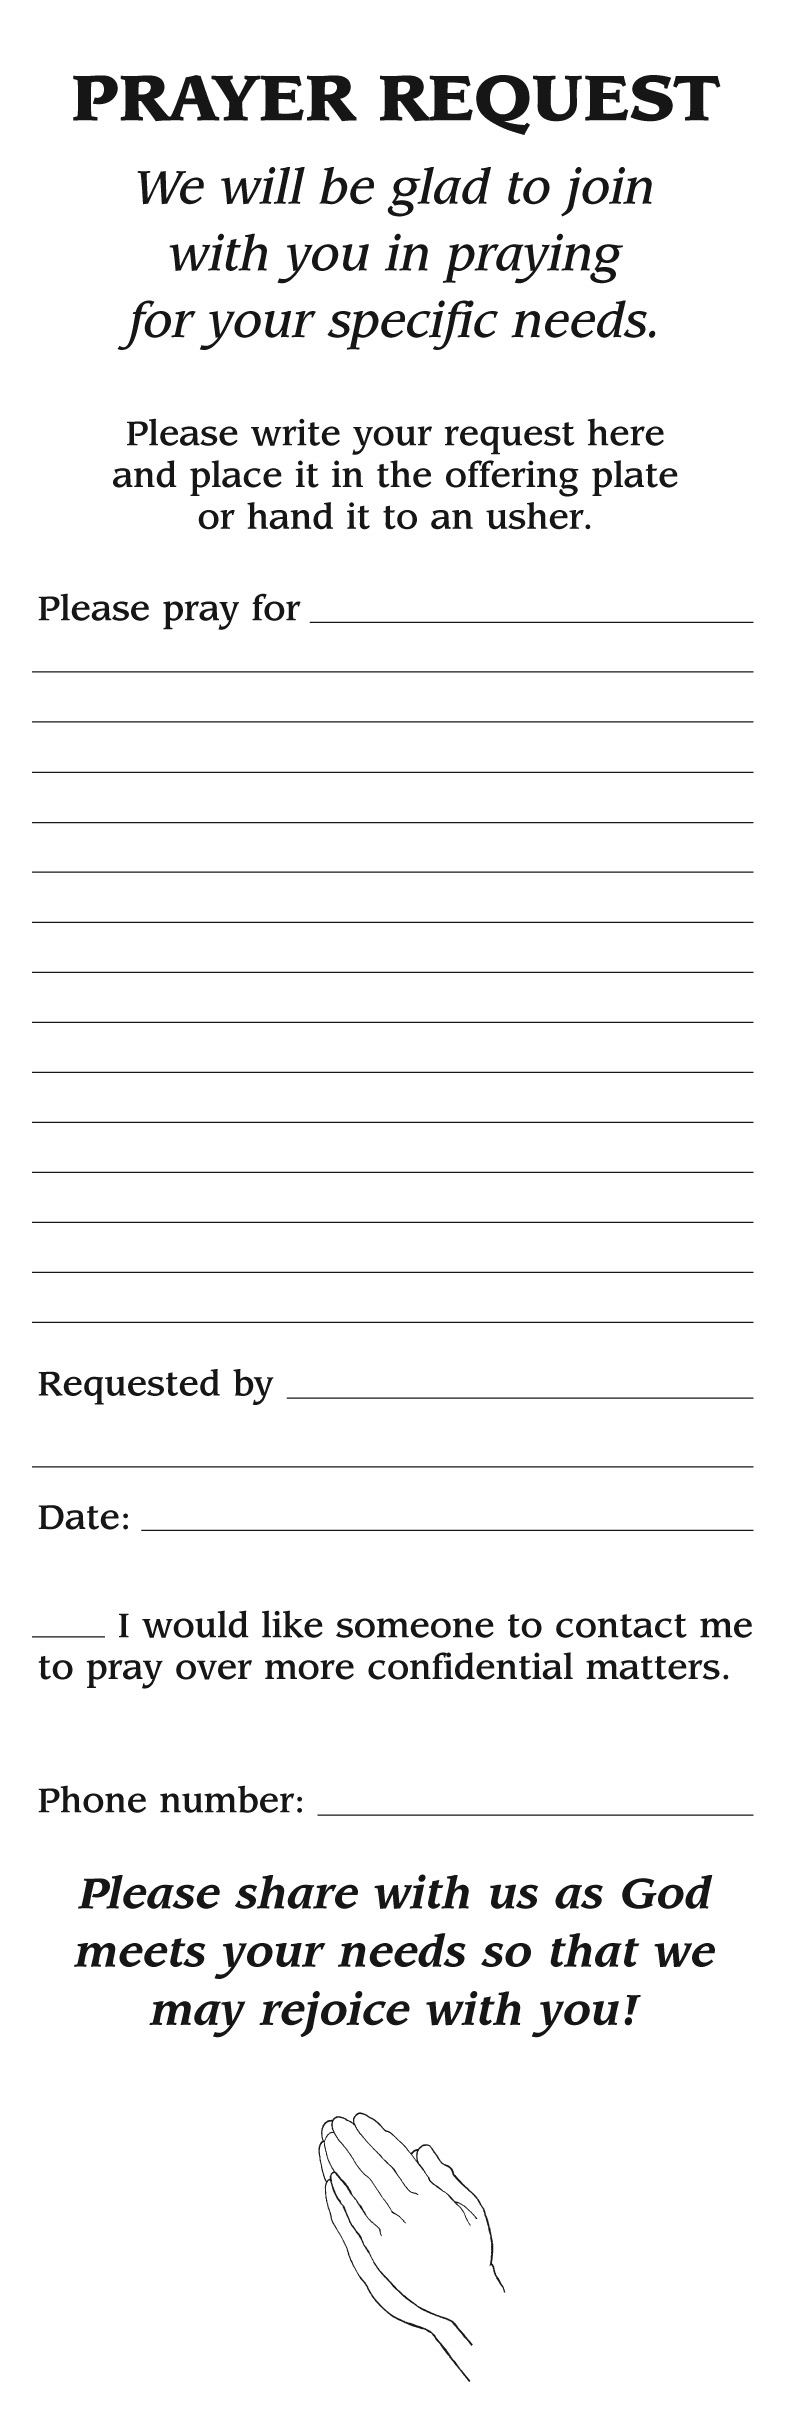 PRAYER REQUEST
We will be glad to join
with you in praying
for your specific needs.
Please write your request here
and place it in the offering plate
or hand it to an usher.
Please pray for
Requested by
Date:
I would like someone to contact me
to pray over more confidential matters.
Phone number:
Please share with us as God
meets your needs so that we
may rejoice with you!